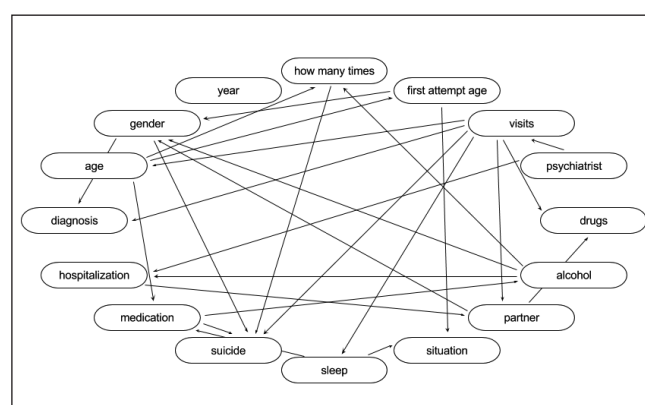 how many times
year
first attempt age
gender
visits
age
psychiatrist
diagnosis
drugs
hospitalization
alcohol
medication
partner
suicide
situation
sleep